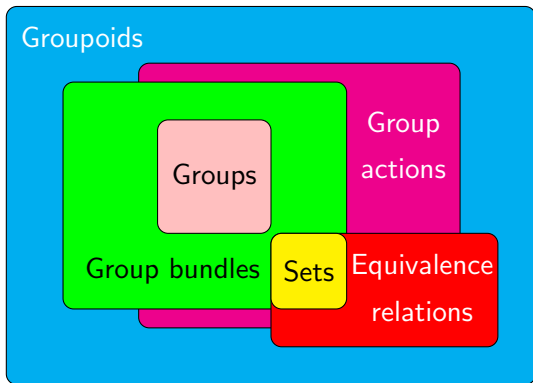 Groupoids
Group
actions
Groups
Group bundles
Sets
Equivalence
relations